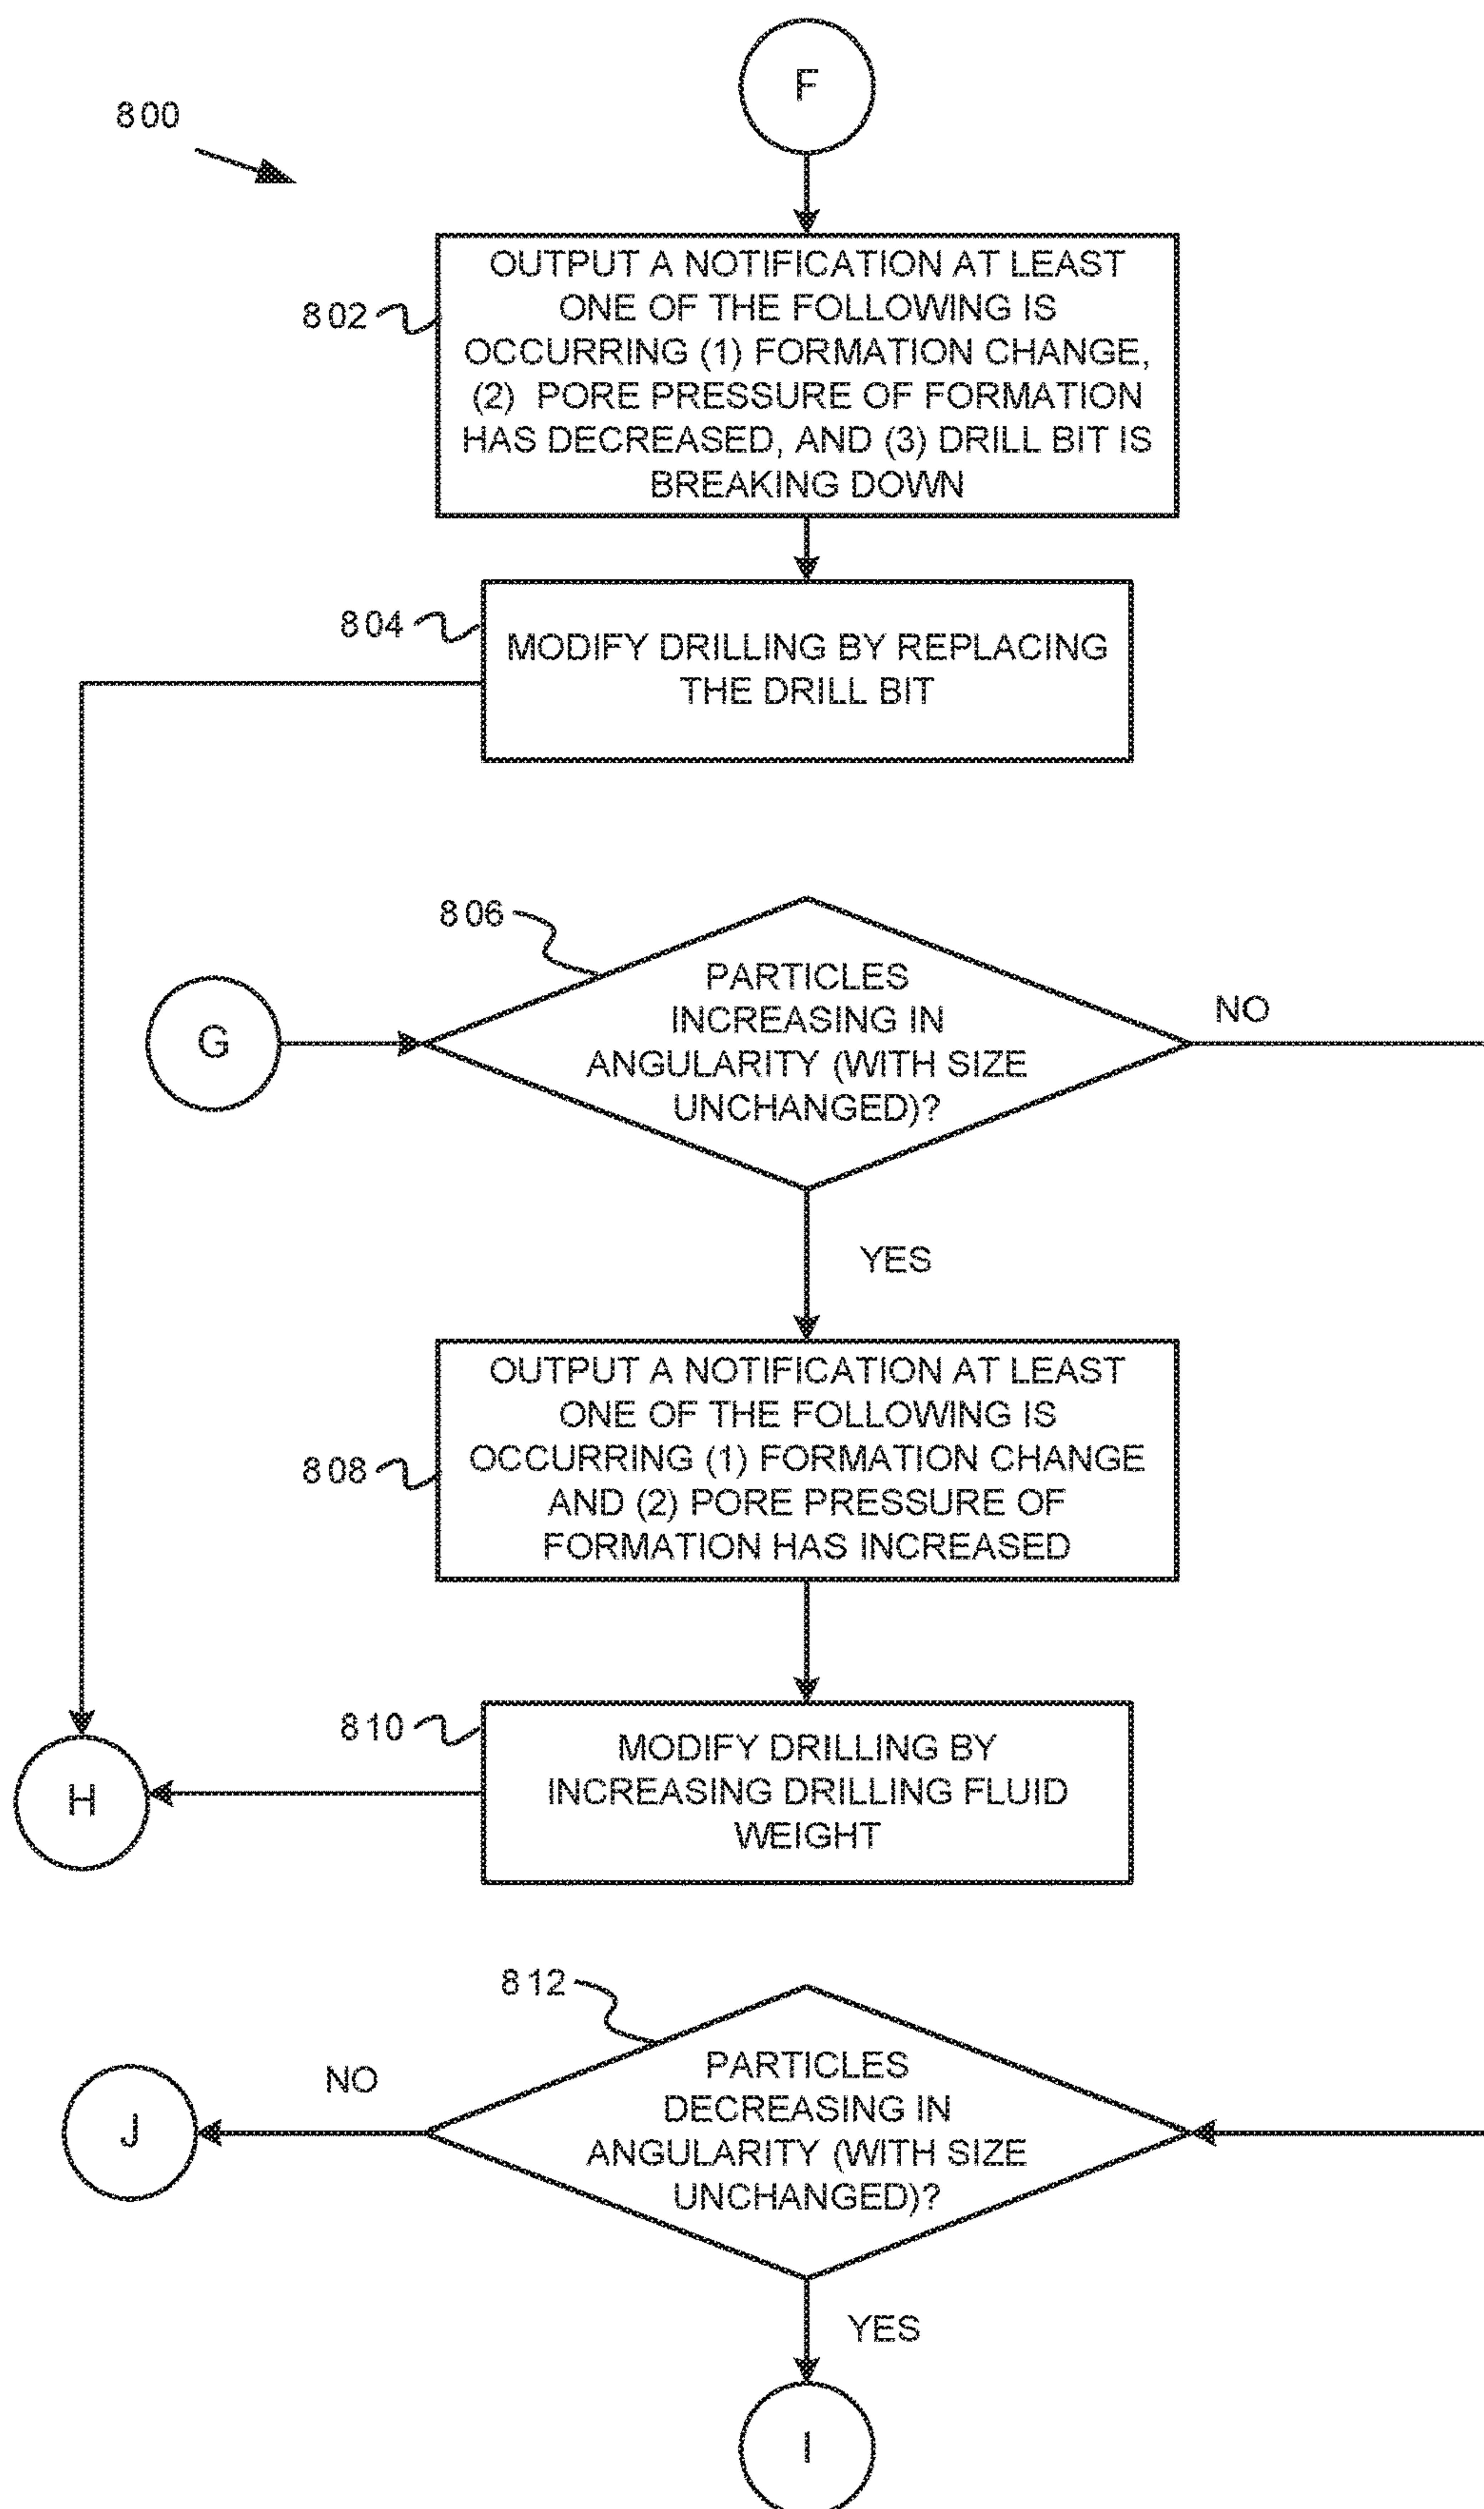 F
800
802
OUTPUT A NOTIFICATION AT LEAST
ONE OF THE FOLLOWING IS
OCCURRING (1) FORMATION CHANGE,
(2) PORE PRESSURE OF FORMATION
HAS DECREASED, AND (3) DRILL BIT IS
BREAKING DOWN
804
MODIFY DRILLING BY REPLACING
THE DRILL BIT
806
G
PARTICLES
INCREASING IN
ANGULARITY (WITH SIZE
UNCHANGED)?
NO
YES
808
OUTPUT A NOTIFICATION AT LEAST
ONE OF THE FOLLOWING IS
OCCURRING (1) FORMATION CHANGE
AND (2) PORE PRESSURE OF
FORMATION HAS INCREASED
810
MODIFY DRILLING BY
INCREASING DRILLING FLUID
WEIGHT
H
812
PARTICLES
DECREASING IN
ANGULARITY (WITH SIZE
UNCHANGED)?
NO
J
YES
I